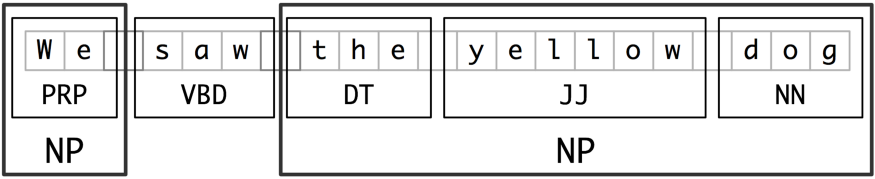 We saw the yellow dog
PRP VBD DT JJ NN
NP NP